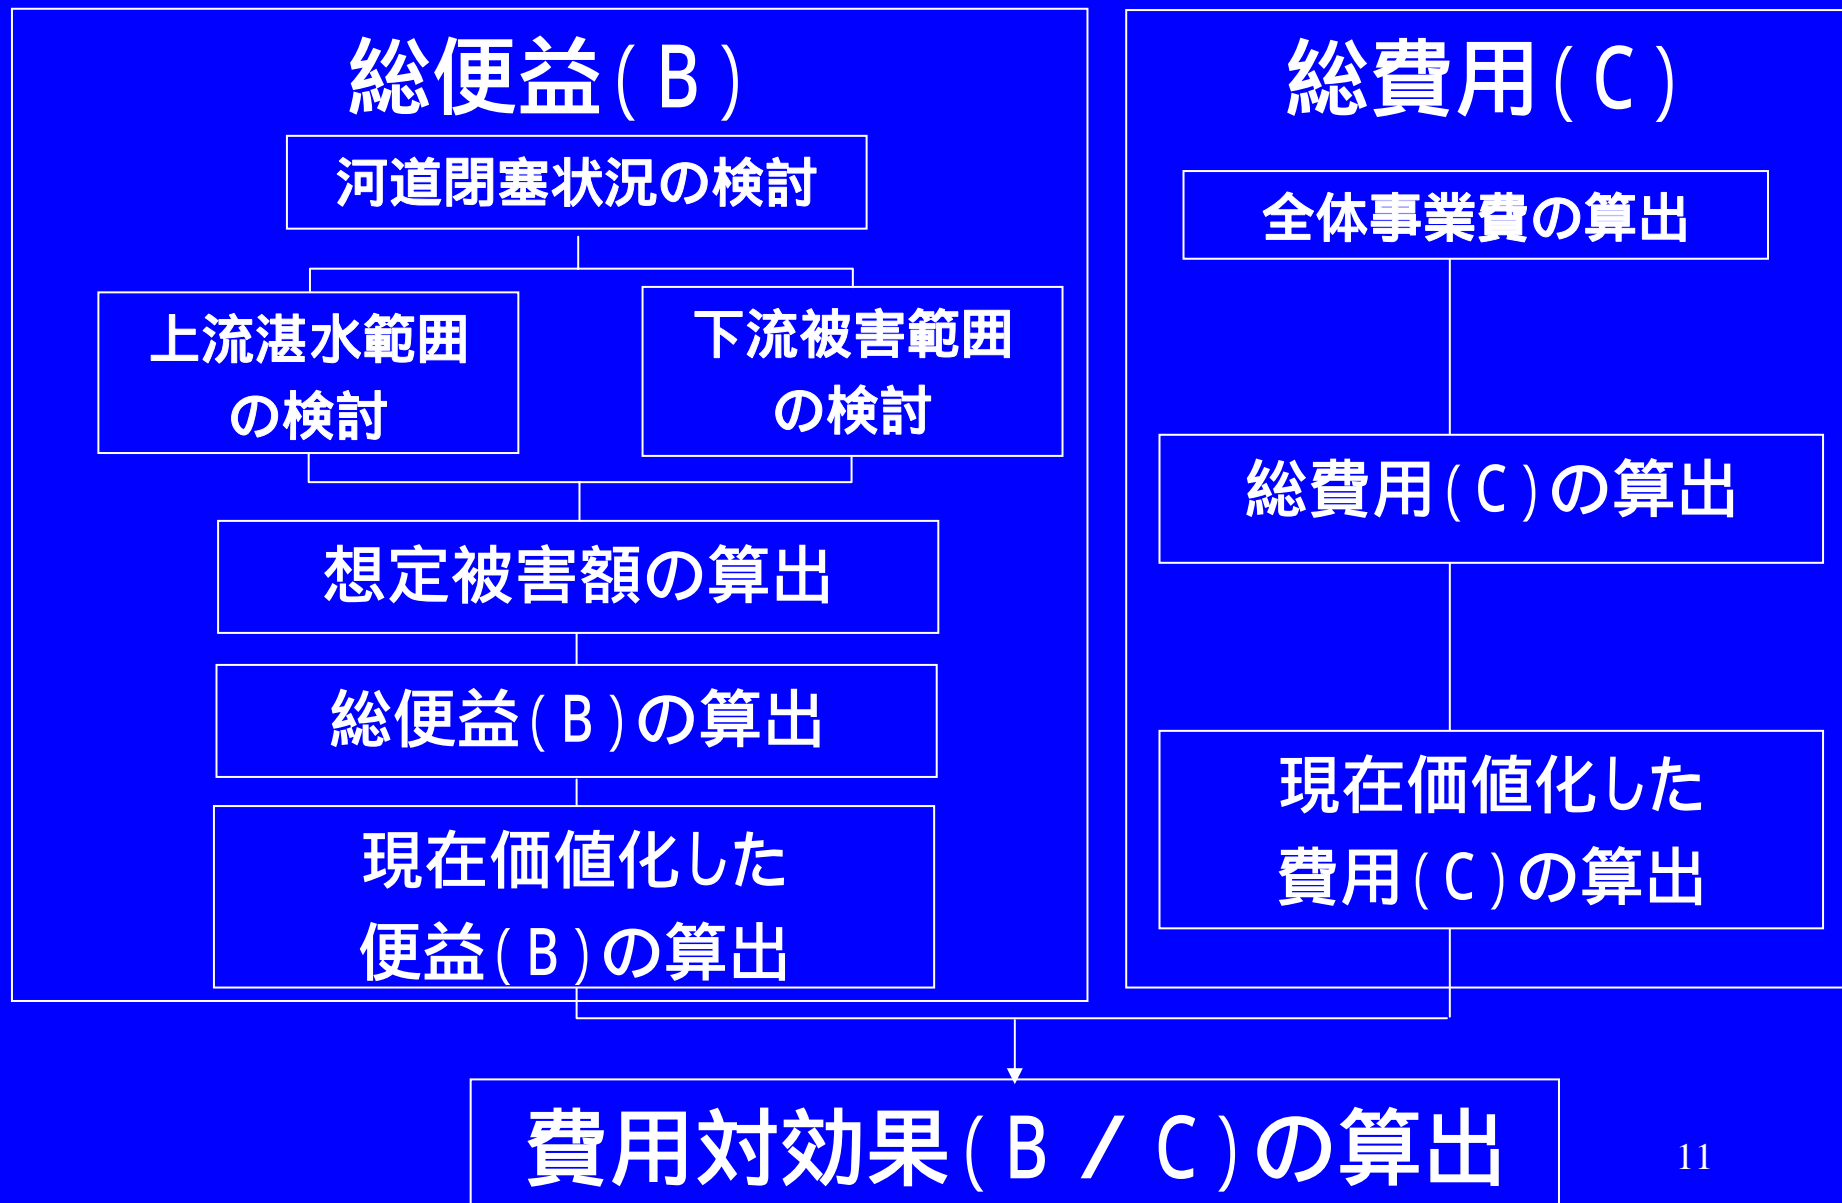 総便益(B)
河道閉塞状況の検討
上流湛水範囲
の検討
下流被害範囲
の検討
想定被害額の算出
総便益(B)の算出
現在価値化した
便益(B)の算出
総費用(C)
全体事業費の算出
総費用(C)の算出
現在価値化した
費用(C)の算出
費用対効果(B/C)の算出
11